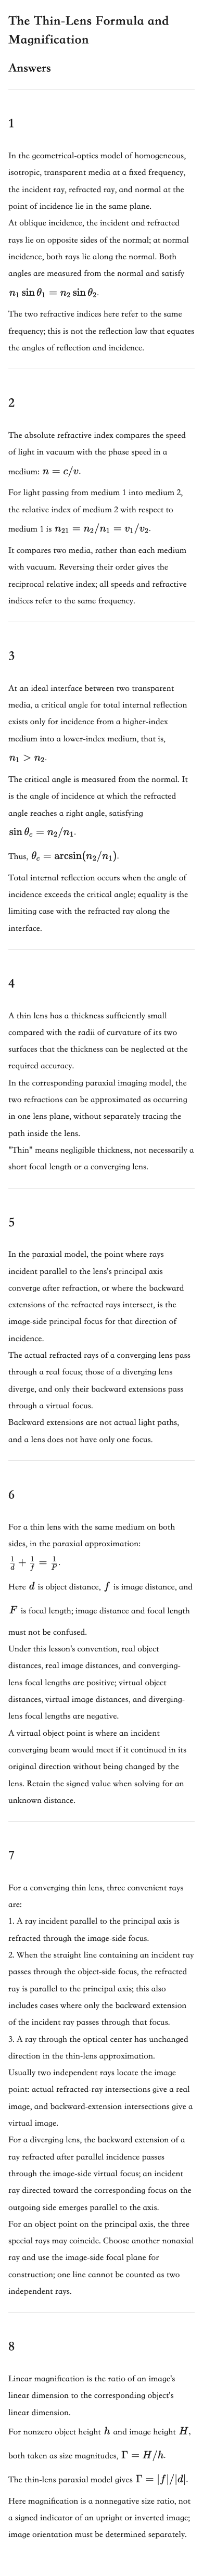 The Thin-Lens Formula and
Magnification
Answers
1
In the geometrical-optics model of homogeneous,
isotropic, transparent media at a fixed frequency,
the incident ray, refracted ray, and normal at the
point of incidence lie in the same plane.
At oblique incidence, the incident and refracted
rays lie on opposite sides of the normal; at normal
incidence, both rays lie along the normal. Both
angles are measured from the normal and satisfy
n₁ sin θ₁ = n₂ sin θ₂.
The two refractive indices here refer to the same
frequency; this is not the reflection law that equates
the angles of reflection and incidence.
2
The absolute refractive index compares the speed
of light in vacuum with the phase speed in a
medium: n = c/v.
For light passing from medium 1 into medium 2,
the relative index of medium 2 with respect to
medium 1 is n₂₁ = n₂/n₁ = v₁/v₂.
It compares two media, rather than each medium
with vacuum. Reversing their order gives the
reciprocal relative index; all speeds and refractive
indices refer to the same frequency.
3
At an ideal interface between two transparent
media, a critical angle for total internal reflection
exists only for incidence from a higher-index
medium into a lower-index medium, that is,
n₁ > n₂.
The critical angle is measured from the normal. It
is the angle of incidence at which the refracted
angle reaches a right angle, satisfying
sin θ_c = n₂/n₁.
Thus, θ_c = arcsin(n₂/n₁).
Total internal reflection occurs when the angle of
incidence exceeds the critical angle; equality is the
limiting case with the refracted ray along the
interface.
4
A thin lens has a thickness sufficiently small
compared with the radii of curvature of its two
surfaces that the thickness can be neglected at the
required accuracy.
In the corresponding paraxial imaging model, the
two refractions can be approximated as occurring
in one lens plane, without separately tracing the
path inside the lens.
"Thin" means negligible thickness, not necessarily a
short focal length or a converging lens.
5
In the paraxial model, the point where rays
incident parallel to the lens's principal axis
converge after refraction, or where the backward
extensions of the refracted rays intersect, is the
image-side principal focus for that direction of
incidence.
The actual refracted rays of a converging lens pass
through a real focus; those of a diverging lens
diverge, and only their backward extensions pass
through a virtual focus.
Backward extensions are not actual light paths,
and a lens does not have only one focus.
6
For a thin lens with the same medium on both
sides, in the paraxial approximation:
1/d + 1/f = 1/F.
Here d is object distance, f is image distance, and
F is focal length; image distance and focal length
must not be confused.
Under this lesson's convention, real object
distances, real image distances, and converging-
lens focal lengths are positive; virtual object
distances, virtual image distances, and diverging-
lens focal lengths are negative.
A virtual object point is where an incident
converging beam would meet if it continued in its
original direction without being changed by the
lens. Retain the signed value when solving for an
unknown distance.
7
For a converging thin lens, three convenient rays
are:
1. A ray incident parallel to the principal axis is
refracted through the image-side focus.
2. When the straight line containing an incident ray
passes through the object-side focus, the refracted
ray is parallel to the principal axis; this also
includes cases where only the backward extension
of the incident ray passes through that focus.
3. A ray through the optical center has unchanged
direction in the thin-lens approximation.
Usually two independent rays locate the image
point: actual refracted-ray intersections give a real
image, and backward-extension intersections give a
virtual image.
For a diverging lens, the backward extension of a
ray refracted after parallel incidence passes
through the image-side virtual focus; an incident
ray directed toward the corresponding focus on the
outgoing side emerges parallel to the axis.
For an object point on the principal axis, the three
special rays may coincide. Choose another nonaxial
ray and use the image-side focal plane for
construction; one line cannot be counted as two
independent rays.
8
Linear magnification is the ratio of an image's
linear dimension to the corresponding object's
linear dimension.
For nonzero object height h and image height H,
both taken as size magnitudes, Γ = H/h.
The thin-lens paraxial model gives Γ = |f|/|d|.
Here magnification is a nonnegative size ratio, not
a signed indicator of an upright or inverted image;
image orientation must be determined separately.